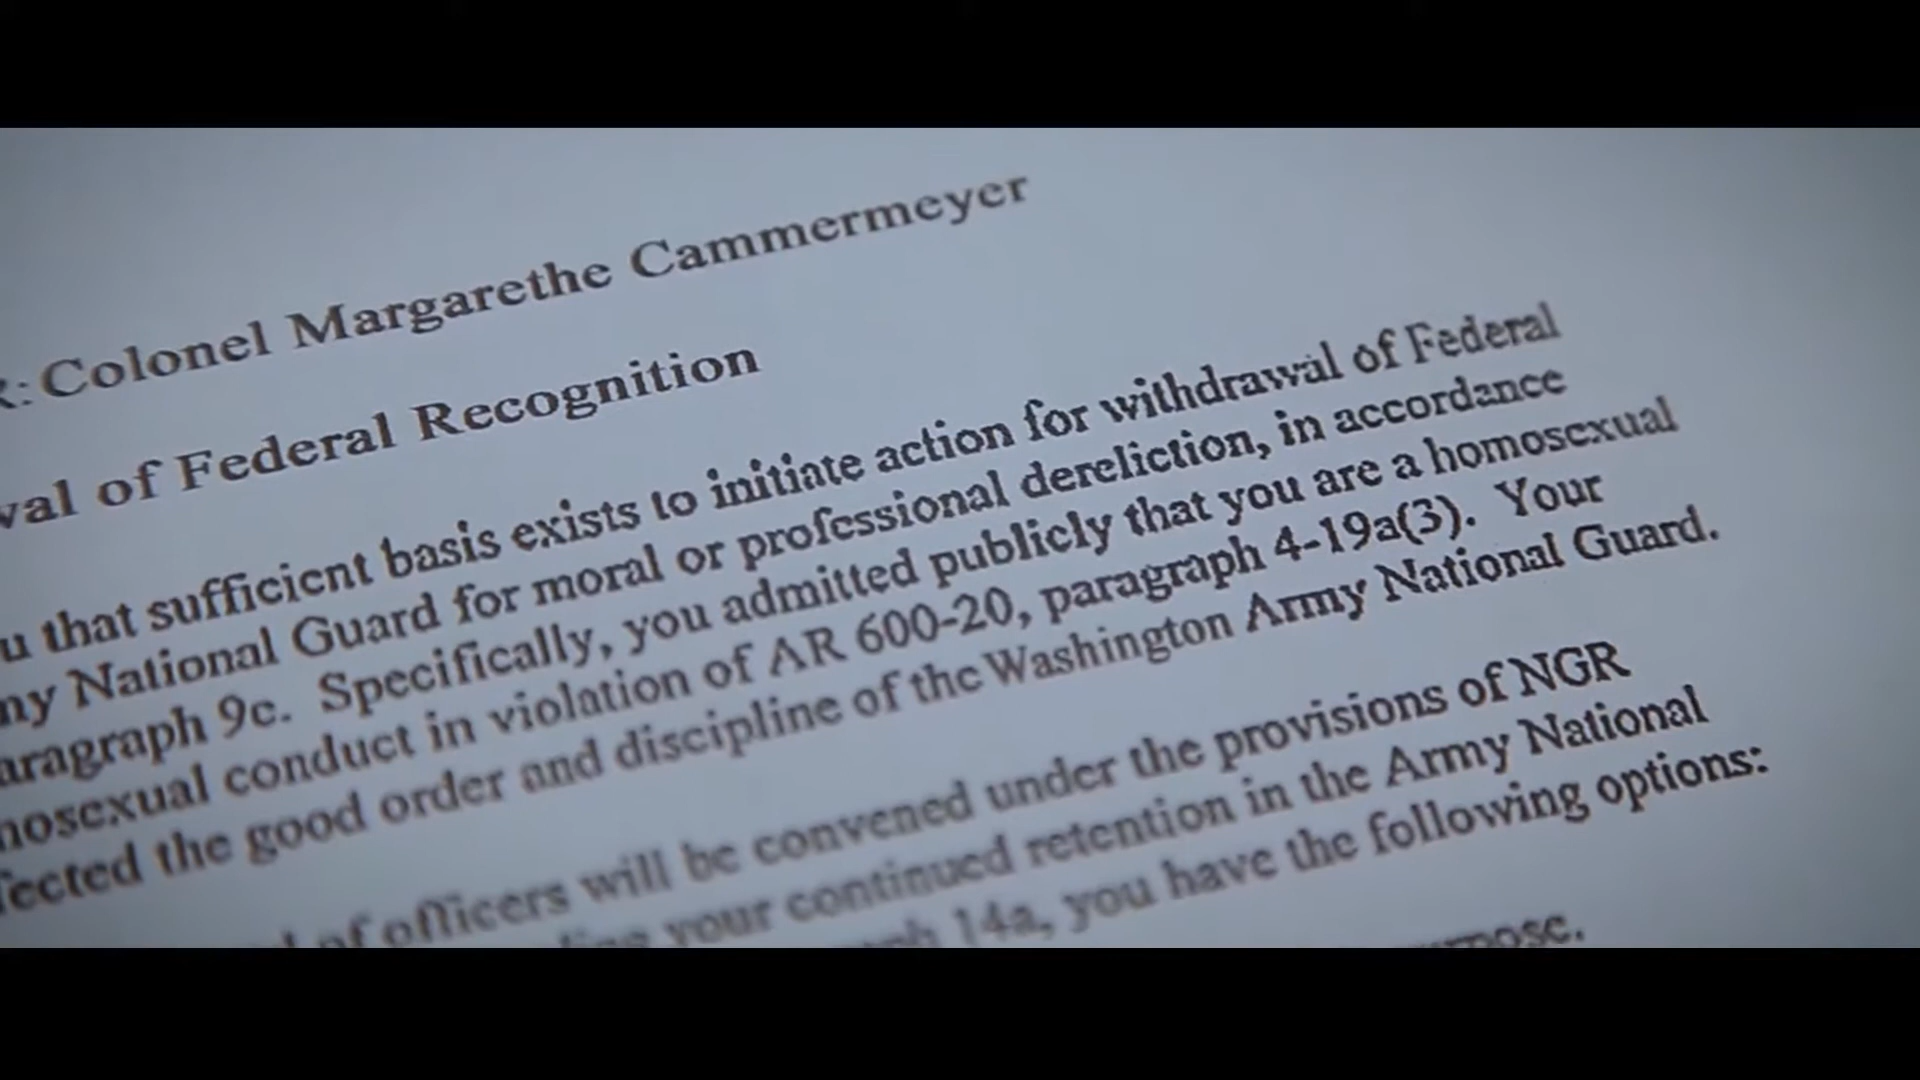 : Colonel Margarethe Cammermeyer
val of Federal Recognition
u that sufficient basis exists to initiate action for withdrawal of Federal
my National Guard for moral or professional dereliction, in accordance
aragraph 9c. Specifically, you admitted publicly that you are a homosexual
mosexual conduct in violation of AR 600-20, paragraph 4-19a(3). Your
fected the good order and discipline of the Washington Army National Guard.
of officers will be convened under the provisions of NGR
your continued retention in the Army National
14a, you have the following options: